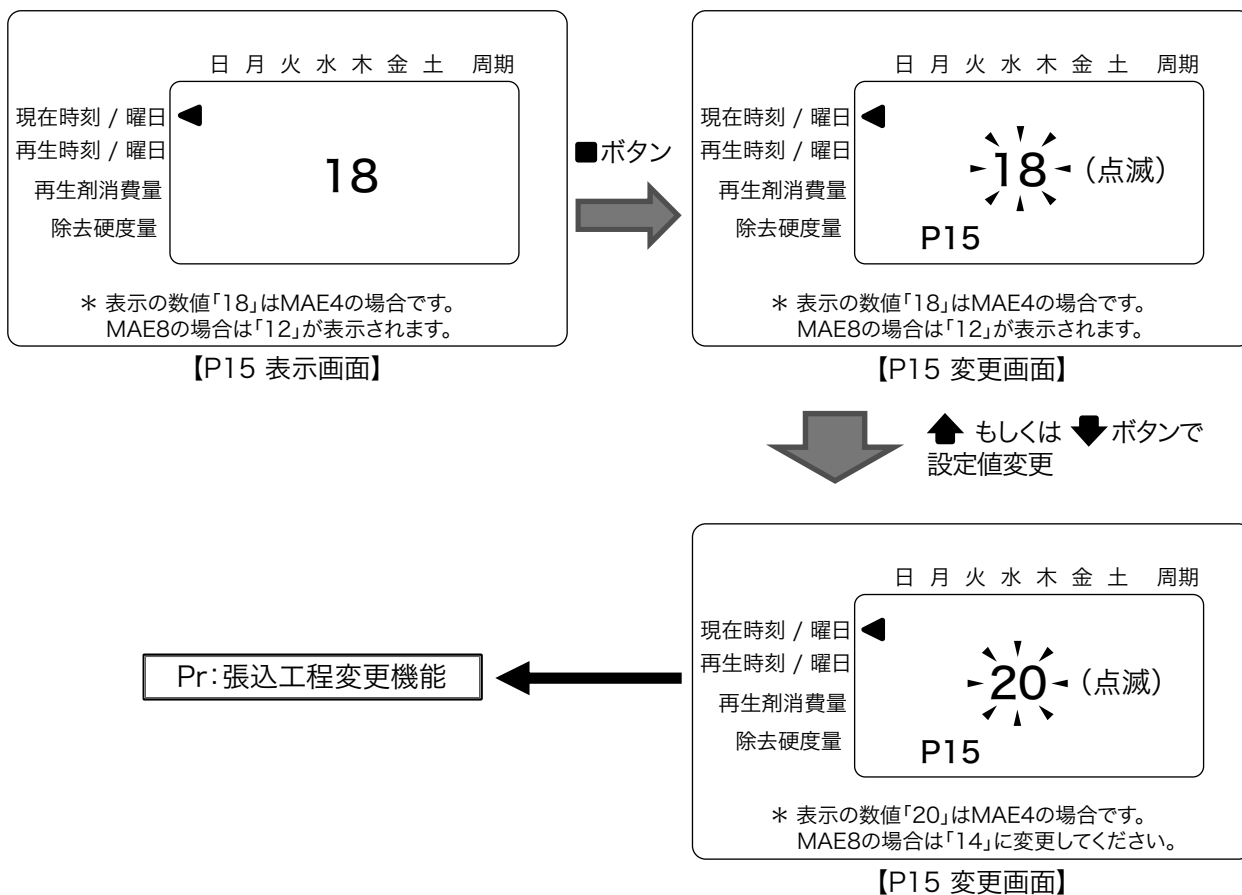 日 月 火 水 木 金 土 周期
現在時刻 / 曜日
再生時刻 / 曜日
再生剤消費量
除去硬度量
18
＊ 表示の数値「18」はMAE4の場合です。
MAE8の場合は「12」が表示されます。
【P15 表示画面】
■ボタン
日 月 火 水 木 金 土 周期
現在時刻 / 曜日
再生時刻 / 曜日
再生剤消費量
除去硬度量
18 （点滅）
P15
＊ 表示の数値「18」はMAE4の場合です。
MAE8の場合は「12」が表示されます。
【P15 変更画面】
もしくは ボタンで
設定値変更
日 月 火 水 木 金 土 周期
現在時刻 / 曜日
再生時刻 / 曜日
再生剤消費量
除去硬度量
20 （点滅）
P15
＊ 表示の数値「20」はMAE4の場合です。
MAE8の場合は「14」に変更してください。
【P15 変更画面】
Pr：張込工程変更機能